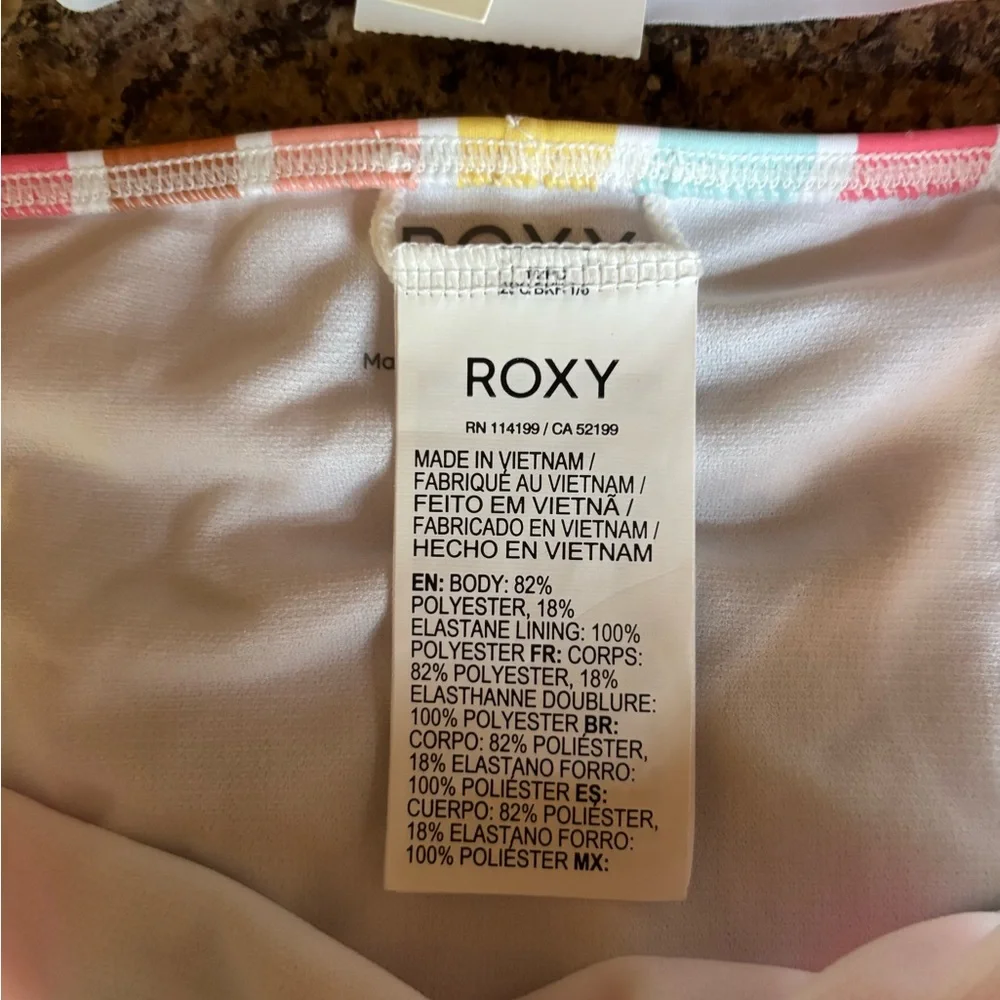 ROXY
Ma
ROXY
RN 114199 / CA 52199
MADE IN VIETNAM /
FABRIQUÉ AU VIETNAM /
FEITO EM VIETNÃ /
FABRICADO EN VIETNAM /
HECHO EN VIETNAM
EN: BODY: 82%
POLYESTER, 18%
ELASTANE LINING: 100%
POLYESTER FR: CORPS:
82% POLYESTER, 18%
ELASTHANNE DOUBLURE:
100% POLYESTER BR:
CORPO: 82% POLIÉSTER,
18% ELASTANO FORRO:
100% POLIÉSTER ES:
CUERPO: 82% POLIÉSTER,
18% ELASTANO FORRO:
100% POLIÉSTER MX: